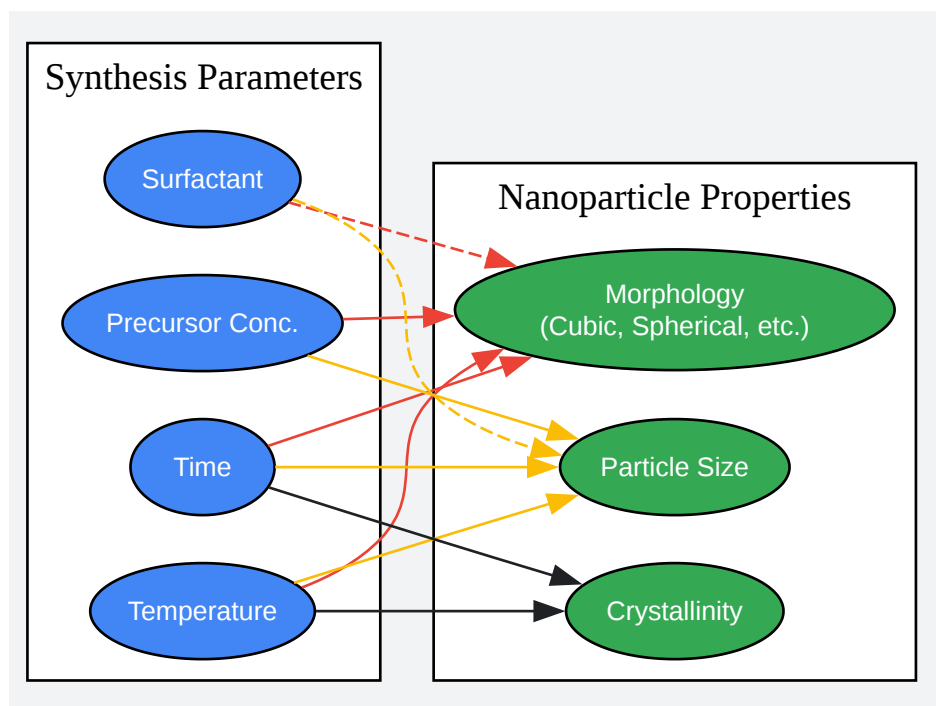 Synthesis Parameters
Surfactant
Precursor Conc.
Time
Temperature
Nanoparticle Properties
Morphology
(Cubic, Spherical, etc.)
Particle Size
Crystallinity